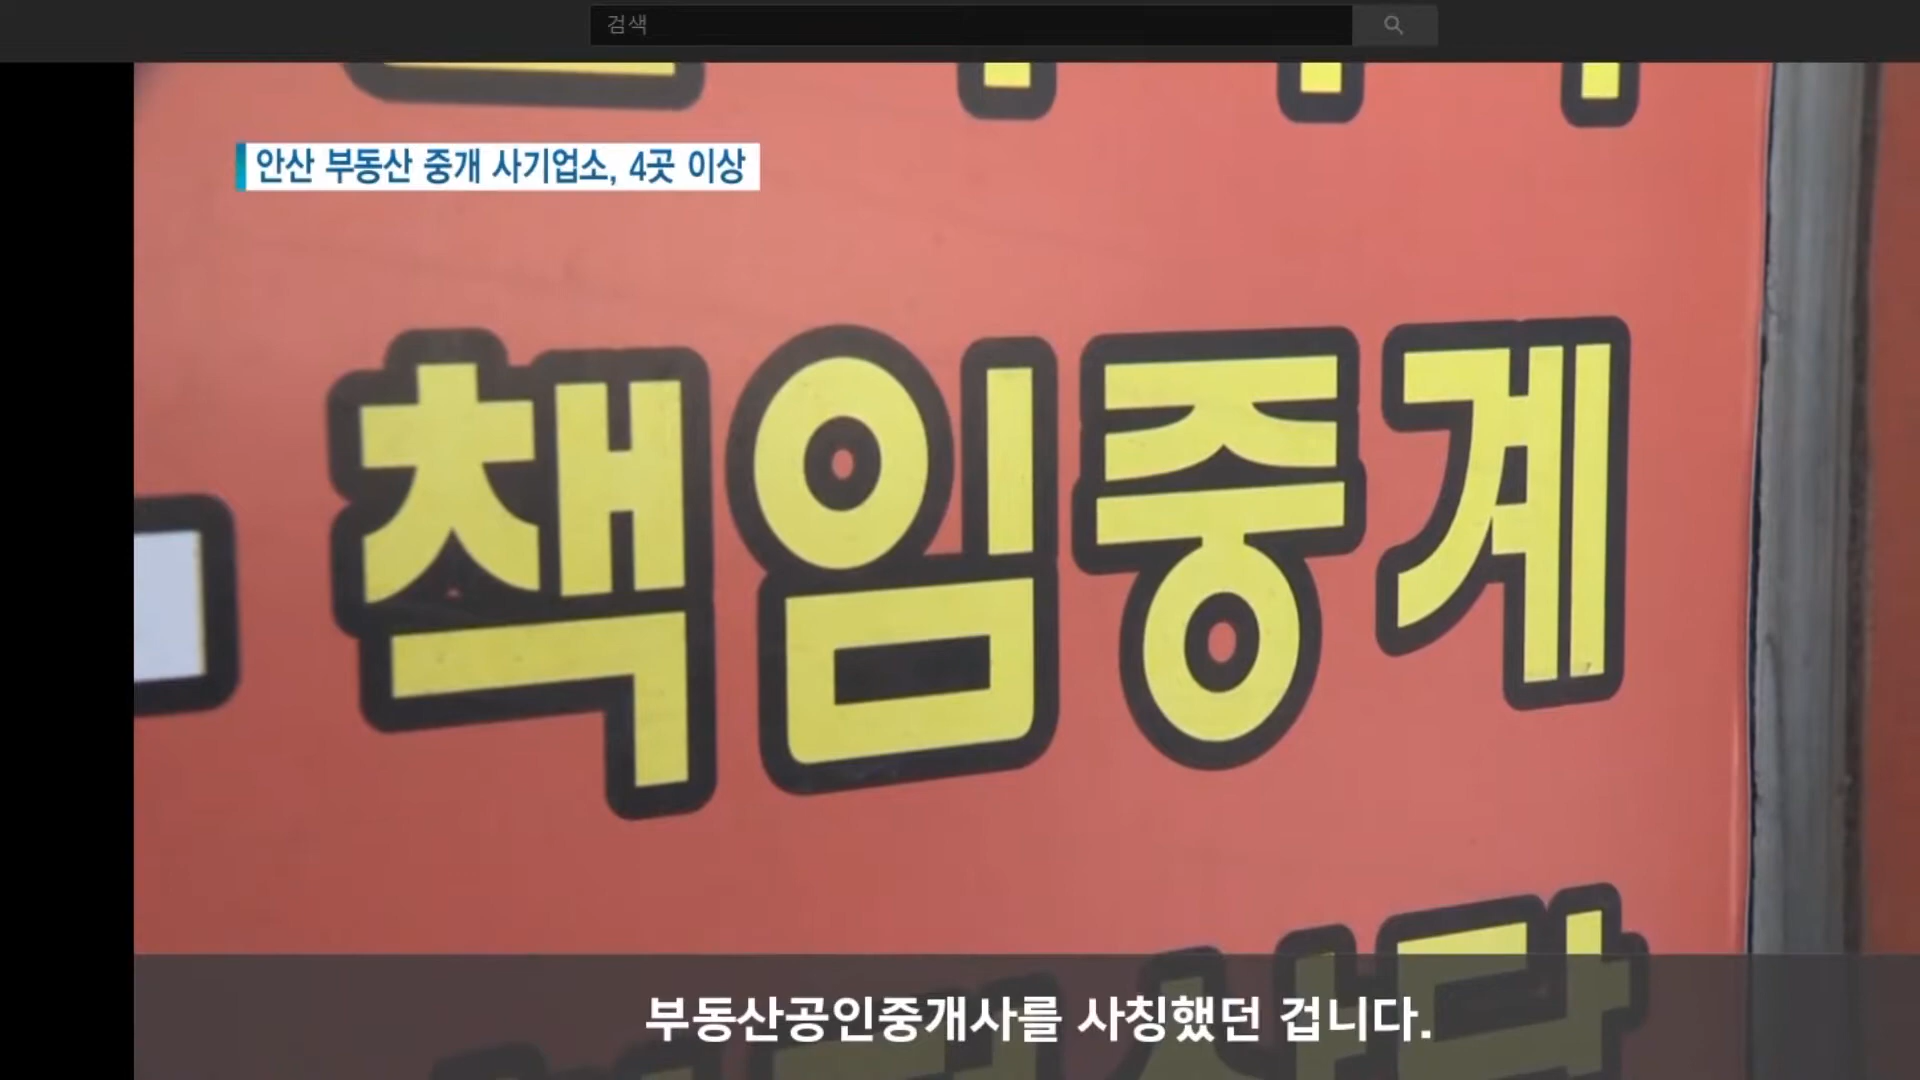 검색
안산 부동산 중개 사기업소, 4곳 이상
책임중계
부동산공인중개사를 사칭했던 겁니다.